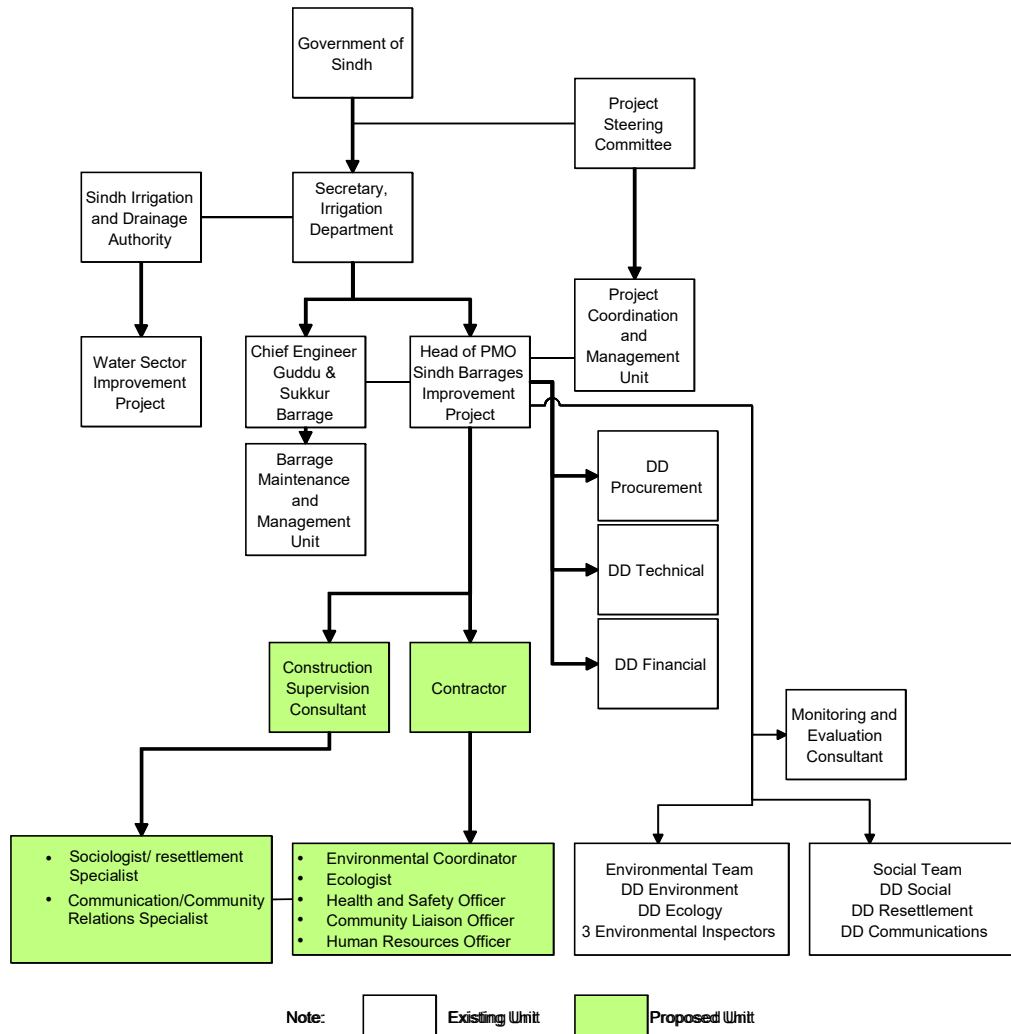 Government of
Sindh
Project
Steering
Committee
Sindh Irrigation
and Drainage
Authority
Secretary,
Irrigation
Department
Project
Coordination
and
Management
Unit
Water Sector
Improvement
Project
Chief Engineer
Guddu &
Sukkur
Barrage
Head of PMO
Sindh Barrages
Improvement
Project
Barrage
Maintenance
and
Management
Unit
DD
Procurement
DD Technical
DD Financial
Construction
Supervision
Consultant
Contractor
Monitoring and
Evaluation
Consultant
• Sociologist/ resettlement
Specialist
• Communication/Community
Relations Specialist
• Environmental Coordinator
• Ecologist
• Health and Safety Officer
• Community Liaison Officer
• Human Resources Officer
Environmental Team
DD Environment
DD Ecology
3 Environmental Inspectors
Social Team
DD Social
DD Resettlement
DD Communications
Note: Existing Unit Proposed Unit